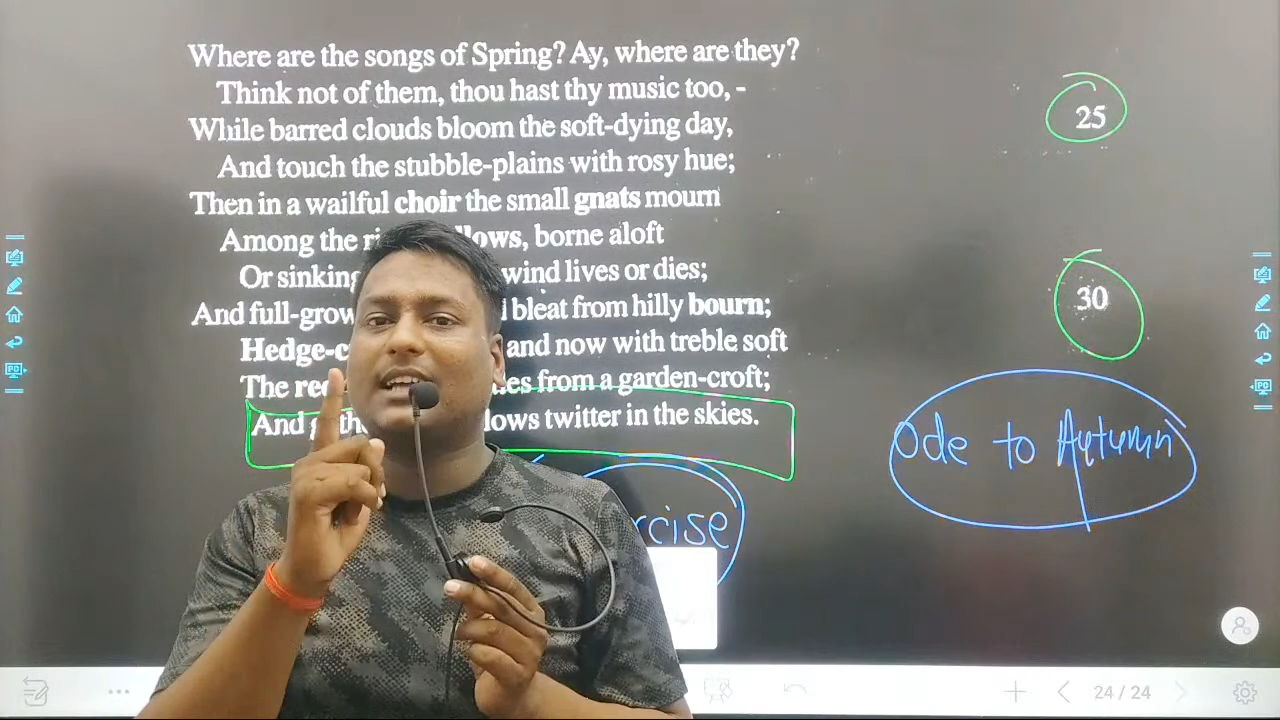 Where are the songs of Spring? Ay, where are they?
Think not of them, thou hast thy music too, -
25
While barred clouds bloom the soft-dying day,
And touch the stubble-plains with rosy hue;
Then in a wailful choir the small gnats mourn
Among the lows, borne aloft
Or sinking wind lives or dies;
30
And full-grow bleat from hilly bourn;
Hedge-c and now with treble soft
The re es from a garden-croft;
And g lows twitter in the skies.
Ode to Autumn
rcise
24 / 24